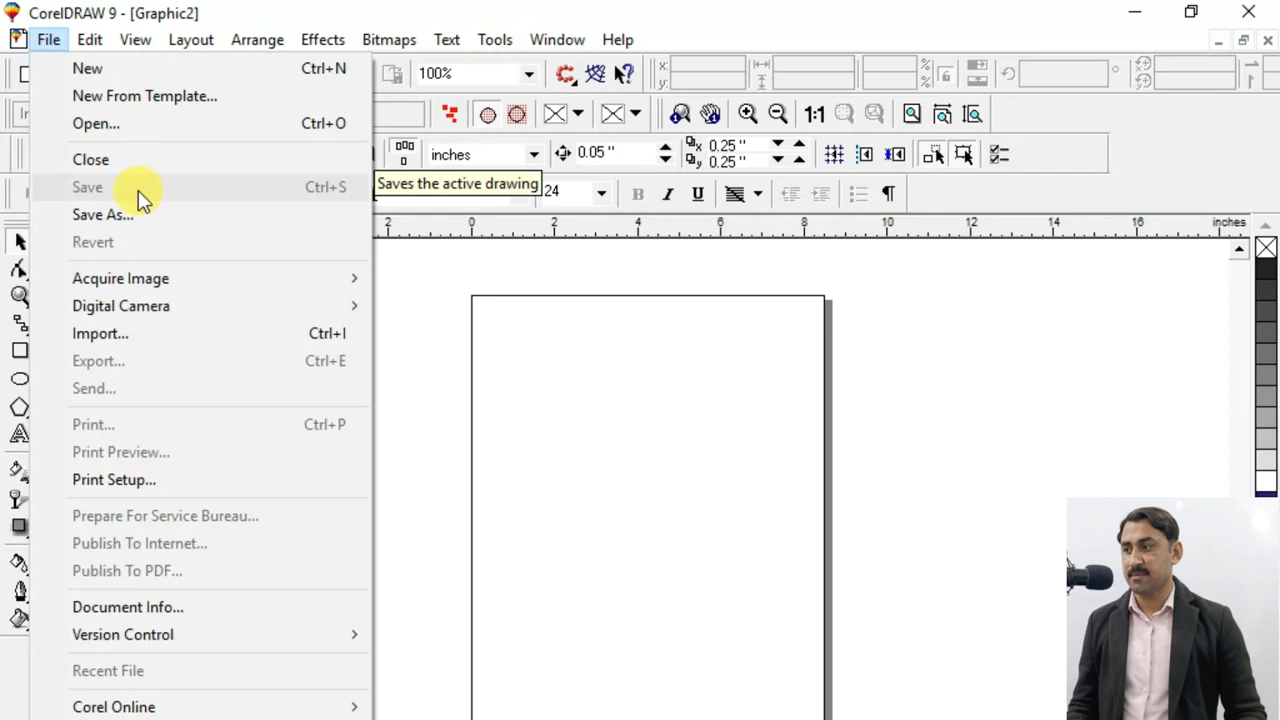 CorelDRAW 9 - [Graphic2]
File Edit View Layout Arrange Effects Bitmaps Text Tools Window Help
New Ctrl+N
New From Template...
Open... Ctrl+O
Close
Save Ctrl+S
Save As...
Revert
Acquire Image
Digital Camera
Import... Ctrl+I
Export... Ctrl+E
Send...
Print... Ctrl+P
Print Preview...
Print Setup...
Prepare For Service Bureau...
Publish To Internet...
Publish To PDF...
Document Info...
Version Control
Recent File
Corel Online
Saves the active drawing
100%
x:
y:
%
%
1:1
inches
0.05 "
x 0.25 "
y 0.25 "
24
B I U
2 0 2 4 6 8 10 12 14 16 inches